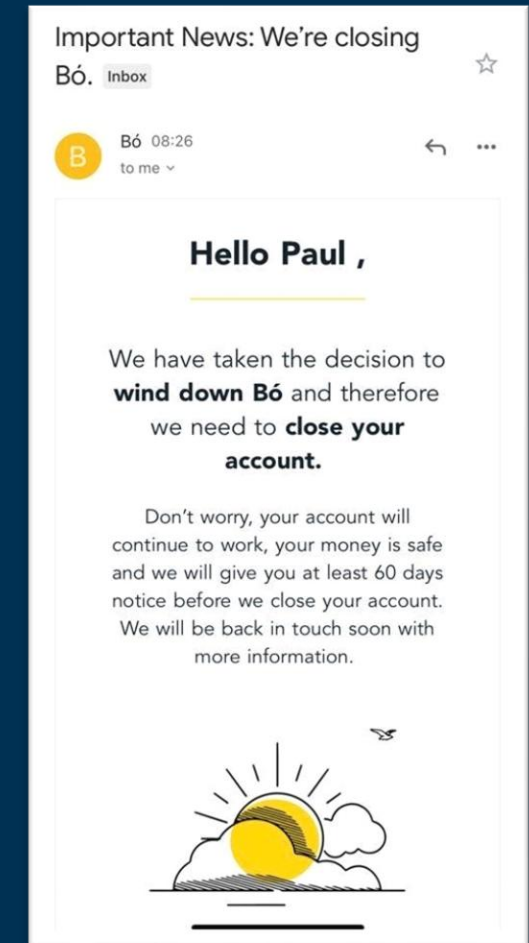 Important News: We're closing
Bó. Inbox
B
Bó 08:26
to me
Hello Paul ,
We have taken the decision to
wind down Bó and therefore
we need to close your
account.
Don't worry, your account will
continue to work, your money is safe
and we will give you at least 60 days
notice before we close your account.
We will be back in touch soon with
more information.